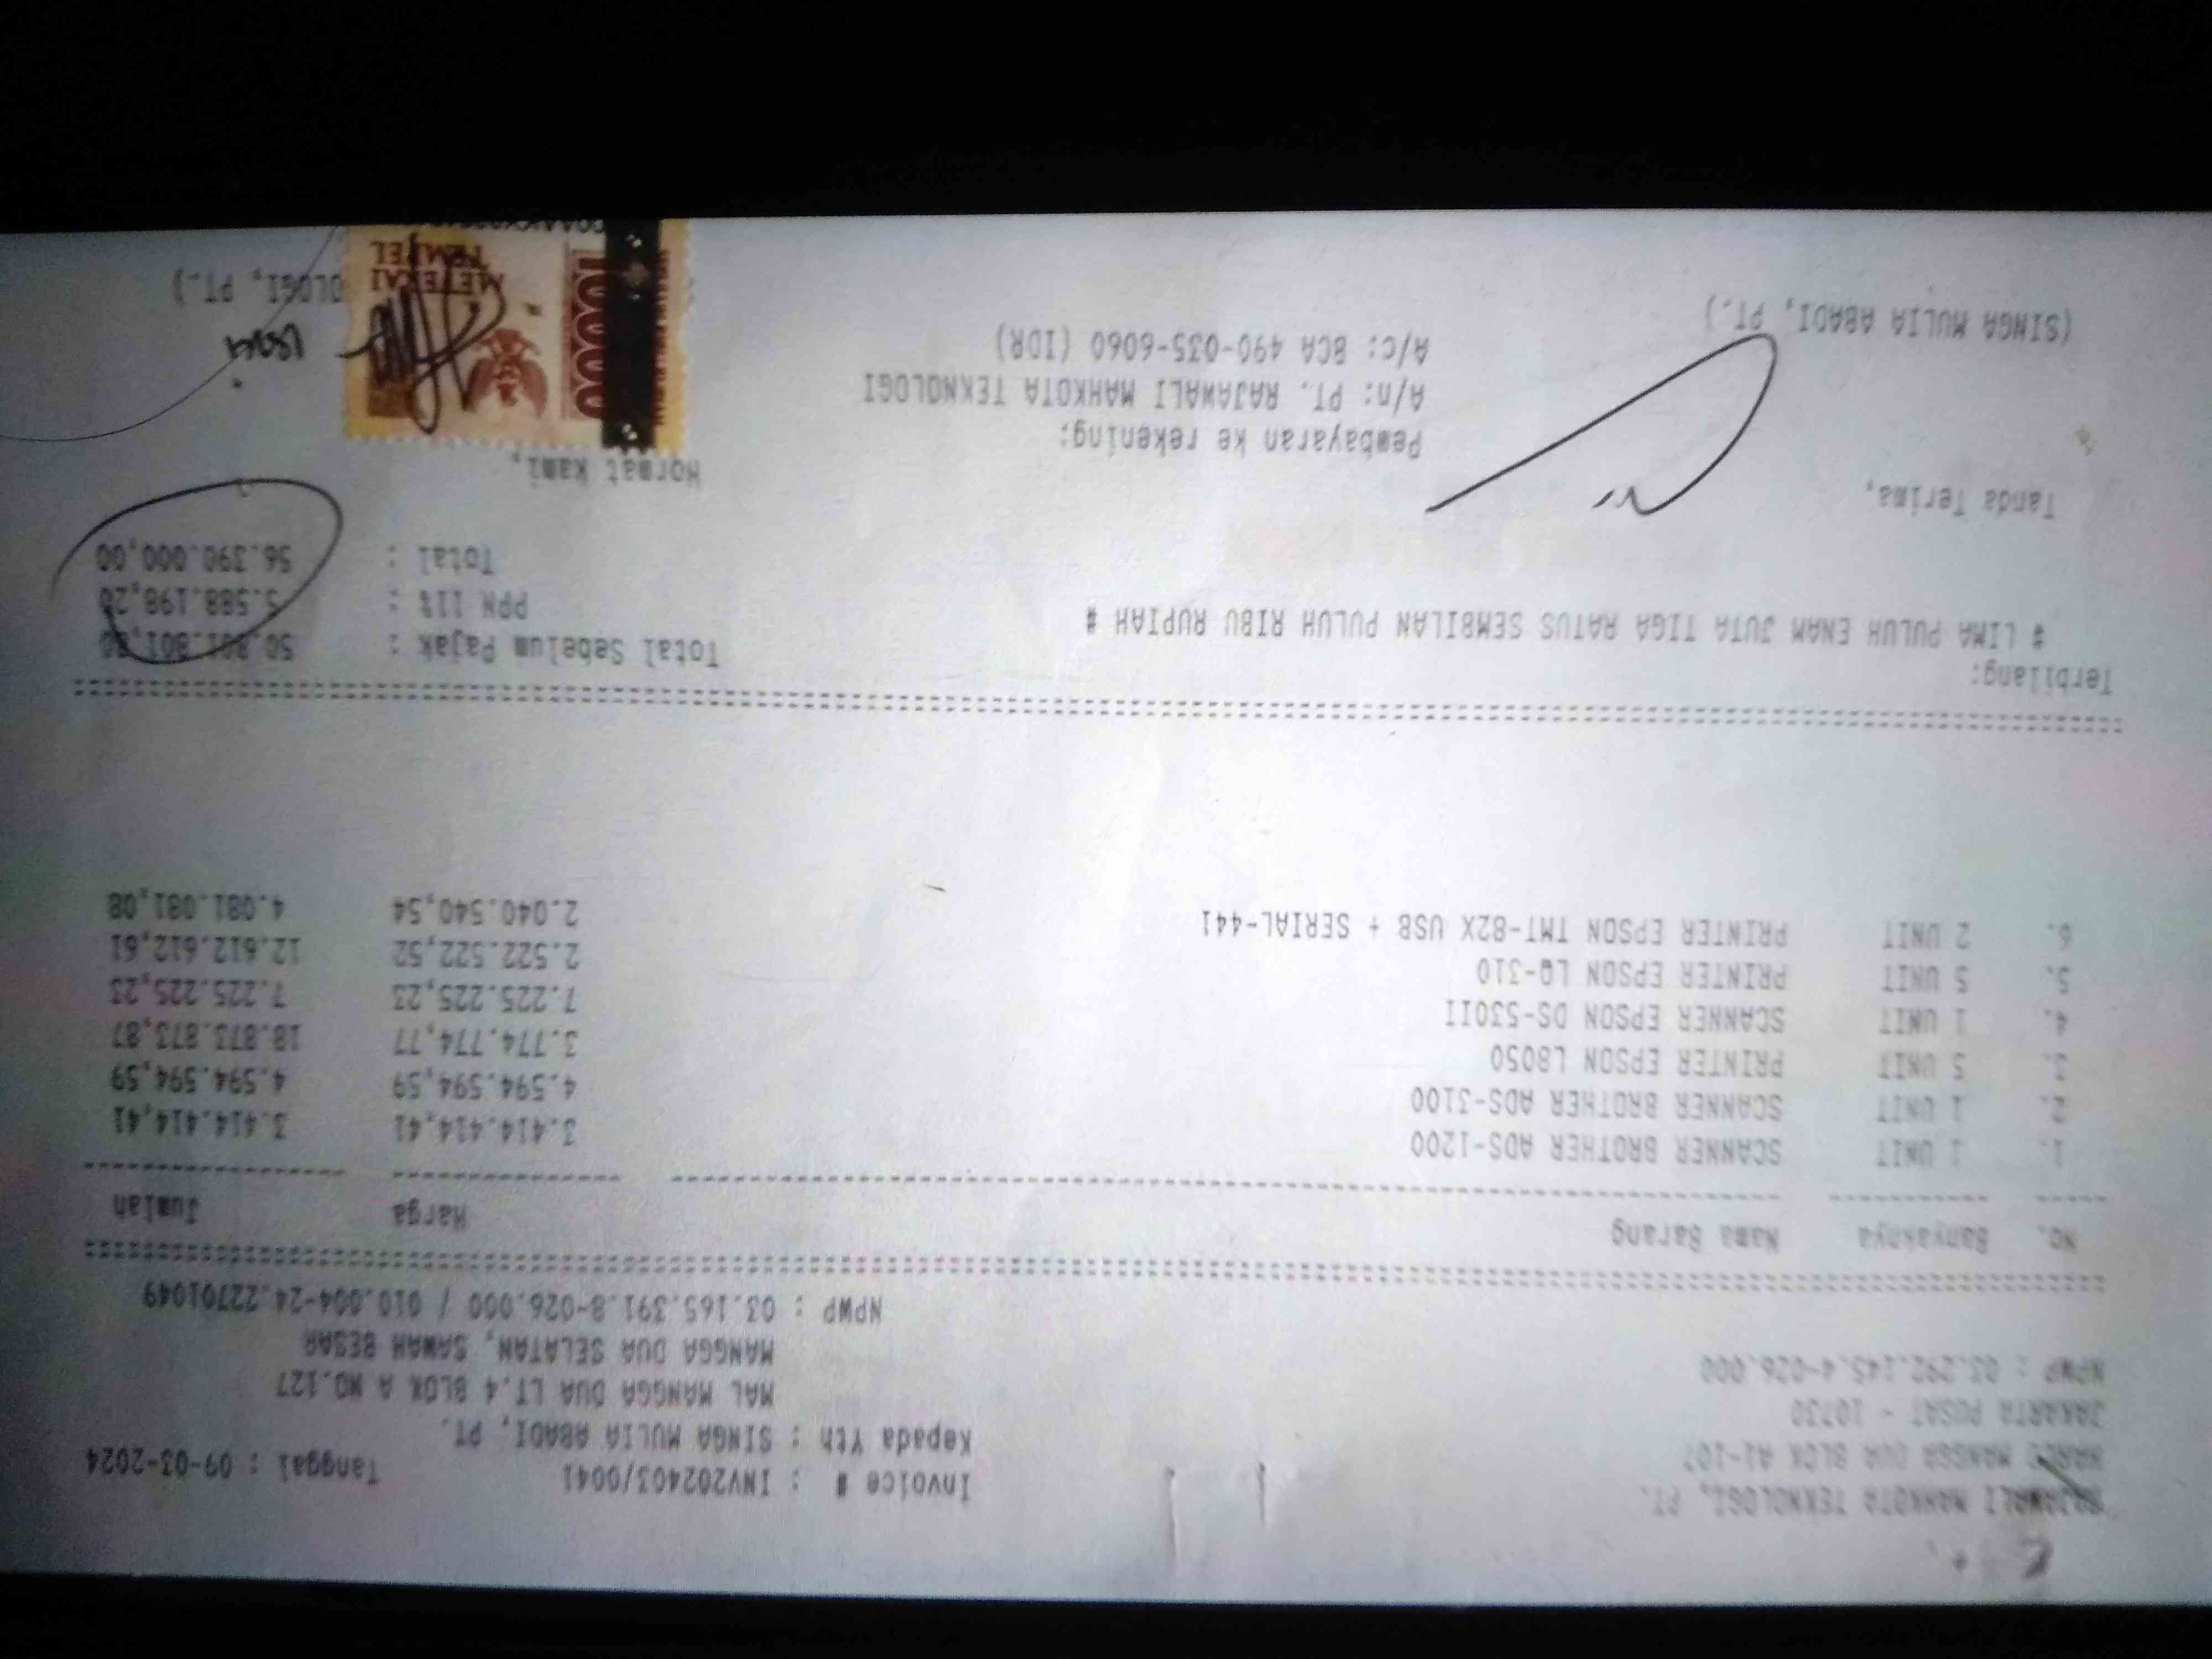 RAJAWALI MAHKOTA TEKNOLOGI, PT.
HARCO MANGGA DUA BLOK A1-107
JAKARTA PUSAT - 10730
NPWP : 03.292.145.4-026.000
Invoice # : INV202403/0041 Tanggal : 09-03-2024
Kepada Yth : SINGA MULIA ABADI, PT.
MAL MANGGA DUA LT.4 BLOK A NO.127
MANGGA DUA SELATAN, SAWAH BESAR
NPWP : 03.165.391.8-026.000 / 010.004-24.22701049
No. Banyaknya Nama Barang Harga Jumlah
1. 1 UNIT SCANNER BROTHER ADS-1200 3.414.414,41 3.414.414,41
2. 1 UNIT SCANNER BROTHER ADS-3100 4.594.594,59 4.594.594,59
3. 5 UNIT PRINTER EPSON L8050 3.774.774,77 18.873.873,87
4. 1 UNIT SCANNER EPSON DS-530II 7.225.225,23 7.225.225,23
5. 5 UNIT PRINTER EPSON LQ-310 2.522.522,52 12.612.612,61
6. 2 UNIT PRINTER EPSON TMT-82X USB + SERIAL-441 2.040.540,54 4.081.081,08
Terbilang:
# LIMA PULUH ENAM JUTA TIGA RATUS SEMBILAN PULUH RIBU RUPIAH #
Total Sebelum Pajak : 50.801.801,80
PPN 11% : 5.588.198,20
Total : 56.390.000,00
Tanda Terima,
Pembayaran ke rekening:
A/n: PT. RAJAWALI MAHKOTA TEKNOLOGI
A/c: BCA 490-035-6060 (IDR)
Hormat kami,
10000
METERAI
TEMPEL
(SINGA MULIA ABADI, PT.)
OLOGI, PT.)